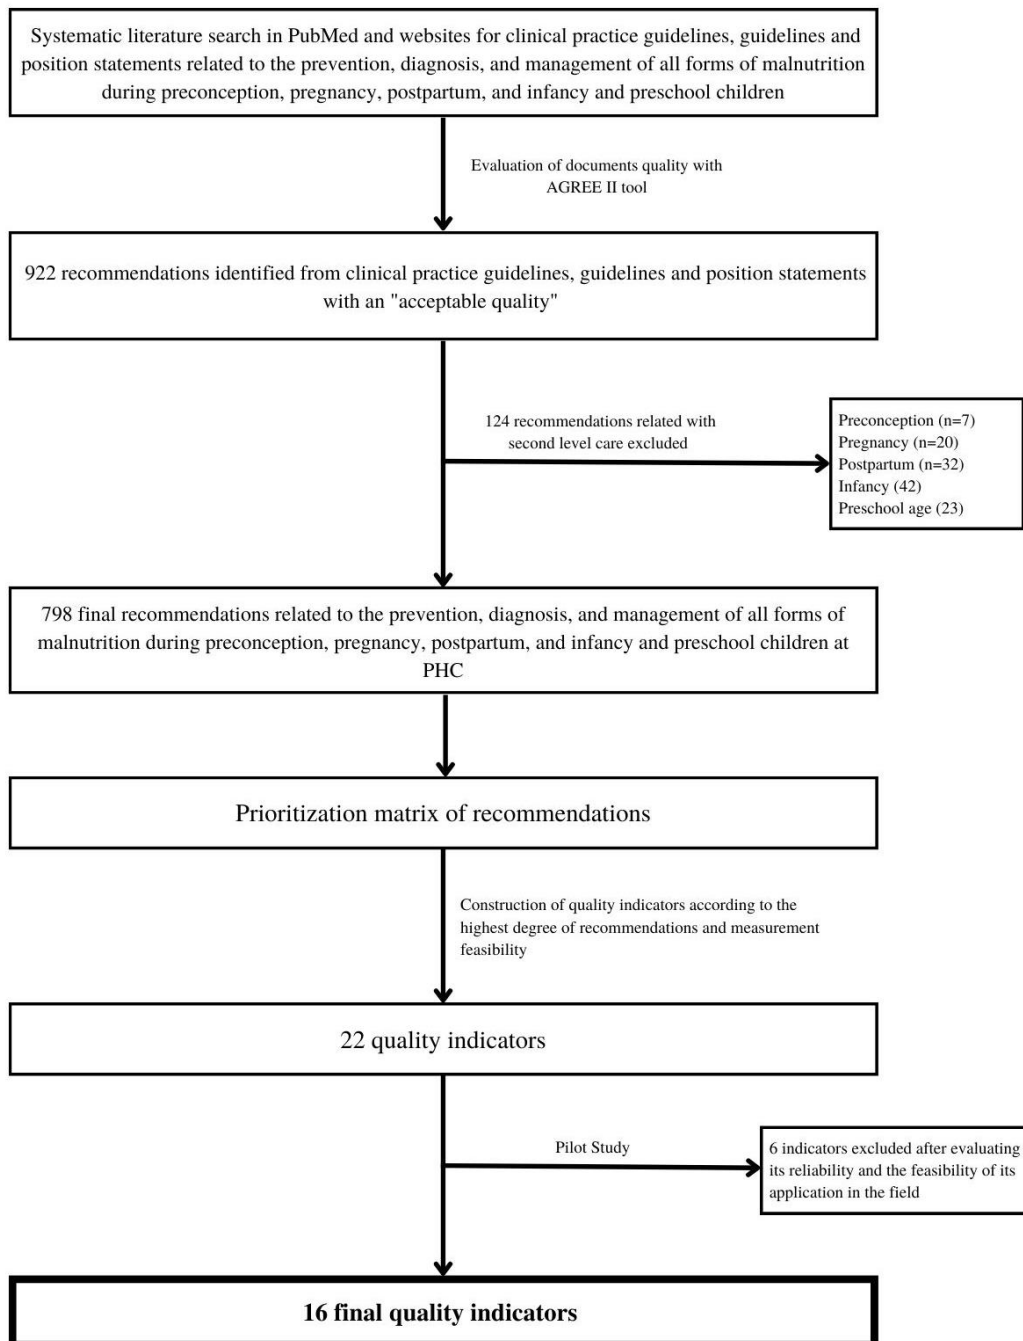 Systematic literature search in PubMed and websites for clinical practice guidelines, guidelines and
position statements related to the prevention, diagnosis, and management of all forms of malnutrition
during preconception, pregnancy, postpartum, and infancy and preschool children
Evaluation of documents quality with
AGREE II tool
922 recommendations identified from clinical practice guidelines, guidelines and position statements
with an "acceptable quality"
124 recommendations related with
second level care excluded
Preconception (n=7)
Pregnancy (n=20)
Postpartum (n=32)
Infancy (42)
Preschool age (23)
798 final recommendations related to the prevention, diagnosis, and management of all forms of
malnutrition during preconception, pregnancy, postpartum, and infancy and preschool children at
PHC
Prioritization matrix of recommendations
Construction of quality indicators according to the
highest degree of recommendations and measurement
feasibility
22 quality indicators
Pilot Study
6 indicators excluded after evaluating
its reliability and the feasibility of its
application in the field
16 final quality indicators